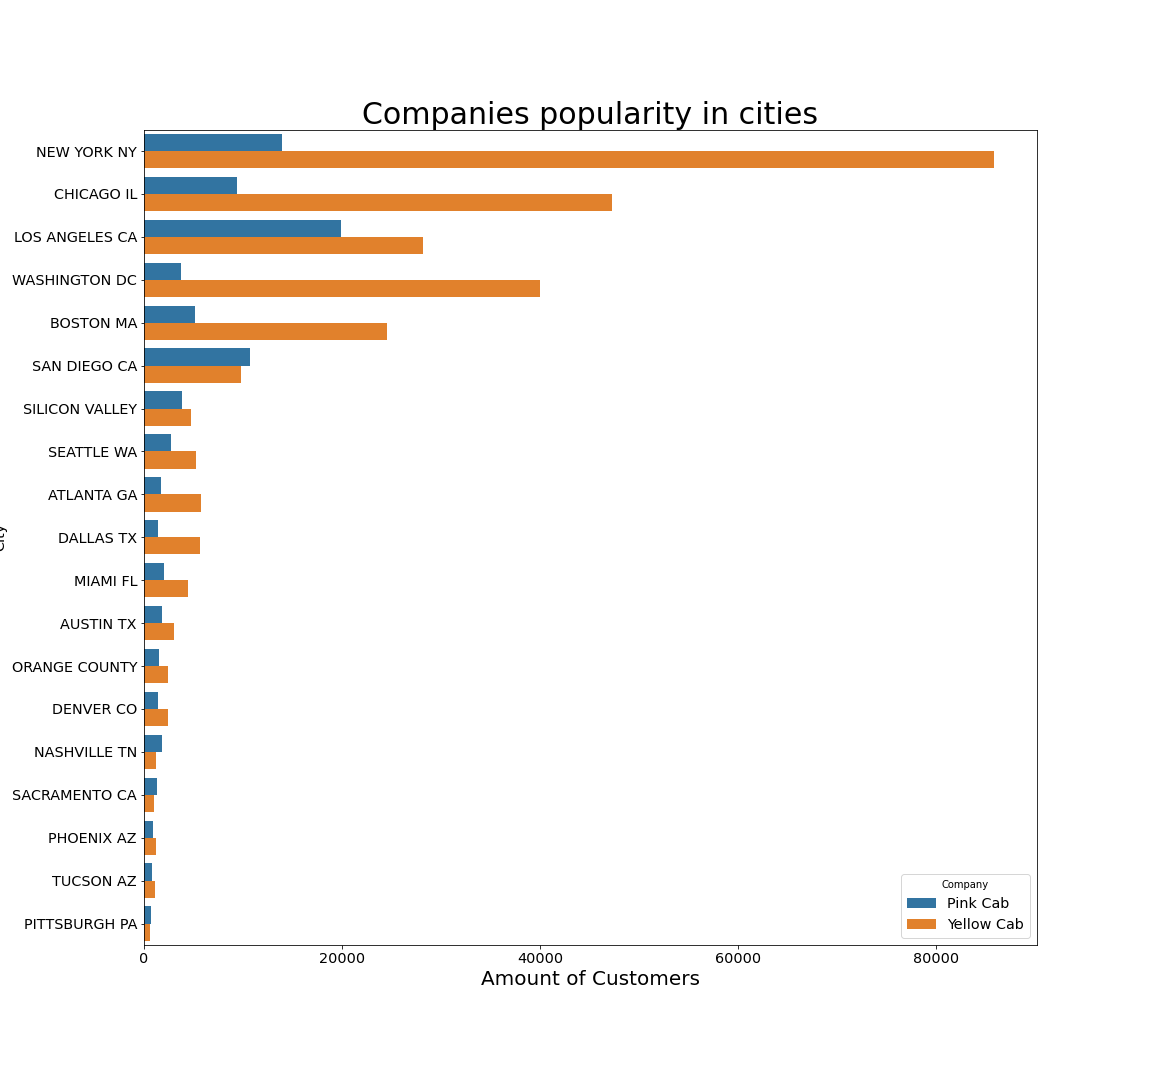 Companies popularity in cities
NEW YORK NY
CHICAGO IL
LOS ANGELES CA
WASHINGTON DC
BOSTON MA
SAN DIEGO CA
SILICON VALLEY
SEATTLE WA
ATLANTA GA
DALLAS TX
MIAMI FL
AUSTIN TX
ORANGE COUNTY
DENVER CO
NASHVILLE TN
SACRAMENTO CA
PHOENIX AZ
TUCSON AZ
PITTSBURGH PA
City
Company
Pink Cab
Yellow Cab
0 20000 40000 60000 80000
Amount of Customers